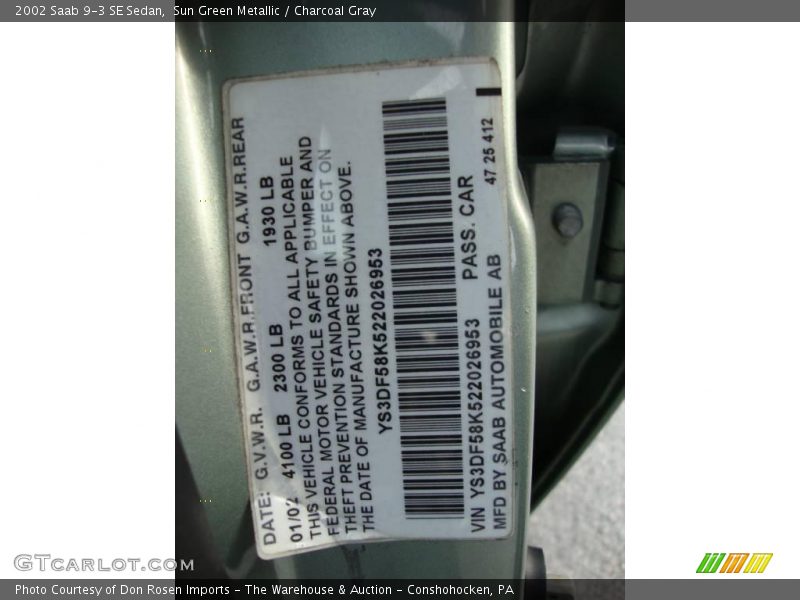 2002 Saab 9-3 SE Sedan, Sun Green Metallic / Charcoal Gray
DATE: G.V.W.R. G.A.W.R.FRONT G.A.W.R.REAR
01/02 4100 LB 2300 LB 1930 LB
THIS VEHICLE CONFORMS TO ALL APPLICABLE
FEDERAL MOTOR VEHICLE SAFETY BUMPER AND
THEFT PREVENTION STANDARDS IN EFFECT ON
THE DATE OF MANUFACTURE SHOWN ABOVE.
YS3DF58K522026953
VIN YS3DF58K522026953 PASS. CAR
MFD BY SAAB AUTOMOBILE AB 47 25 412
GTCarLot.com
Photo Courtesy of Don Rosen Imports - The Warehouse & Auction - Conshohocken, PA